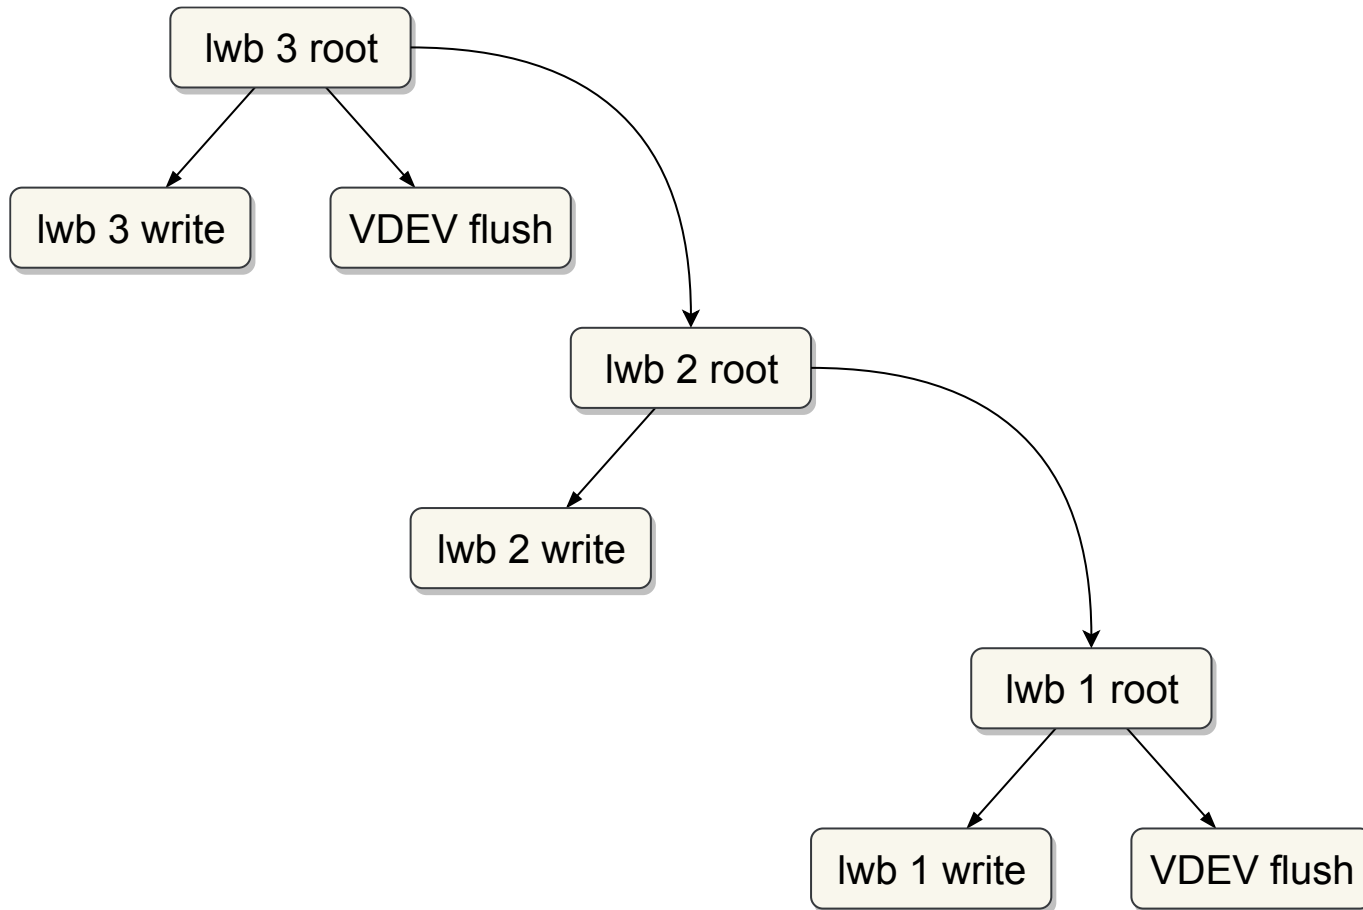 lwb 3 root
lwb 3 write
VDEV flush
lwb 2 root
lwb 2 write
lwb 1 root
lwb 1 write
VDEV flush